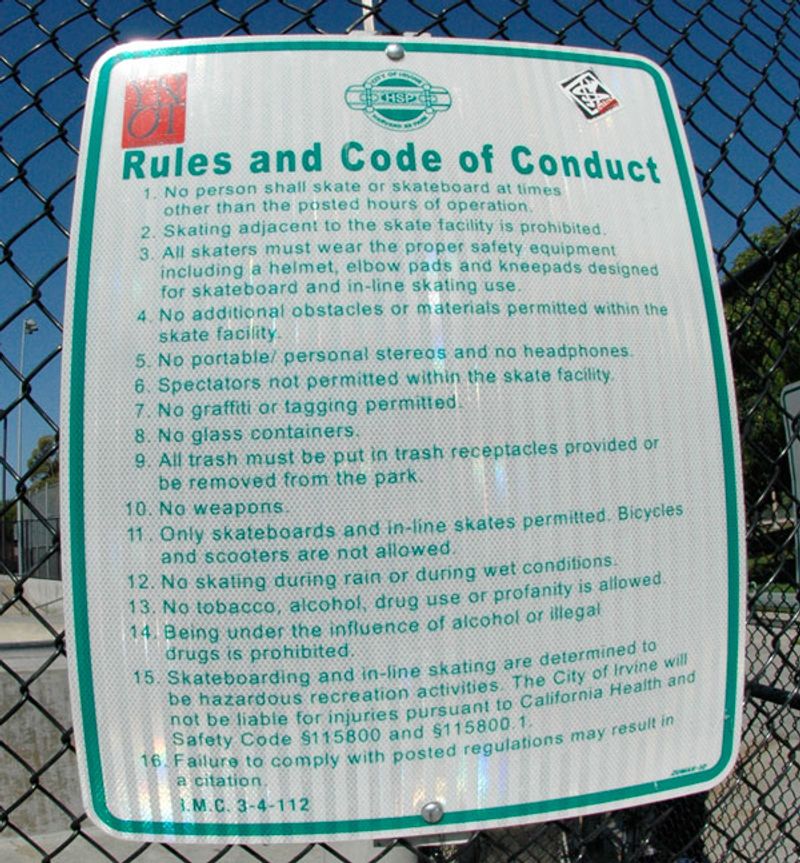 CITY OF IRVINE
HSP
Rules and Code of Conduct
1. No person shall skate or skateboard at times
other than the posted hours of operation.
2. Skating adjacent to the skate facility is prohibited.
3. All skaters must wear the proper safety equipment
including a helmet, elbow pads and kneepads designed
for skateboard and in-line skating use.
4. No additional obstacles or materials permitted within the
skate facility.
5. No portable/ personal stereos and no headphones.
6. Spectators not permitted within the skate facility.
7. No graffiti or tagging permitted.
8. No glass containers.
9. All trash must be put in trash receptacles provided or
be removed from the park.
10. No weapons.
11. Only skateboards and in-line skates permitted. Bicycles
and scooters are not allowed.
12. No skating during rain or during wet conditions.
13. No tobacco, alcohol, drug use or profanity is allowed.
14. Being under the influence of alcohol or illegal
drugs is prohibited.
15. Skateboarding and in-line skating are determined to
be hazardous recreation activities. The City of Irvine will
not be liable for injuries pursuant to California Health and
Safety Code §115800 and §115800.1.
16. Failure to comply with posted regulations may result in
a citation.
I.M.C. 3-4-112